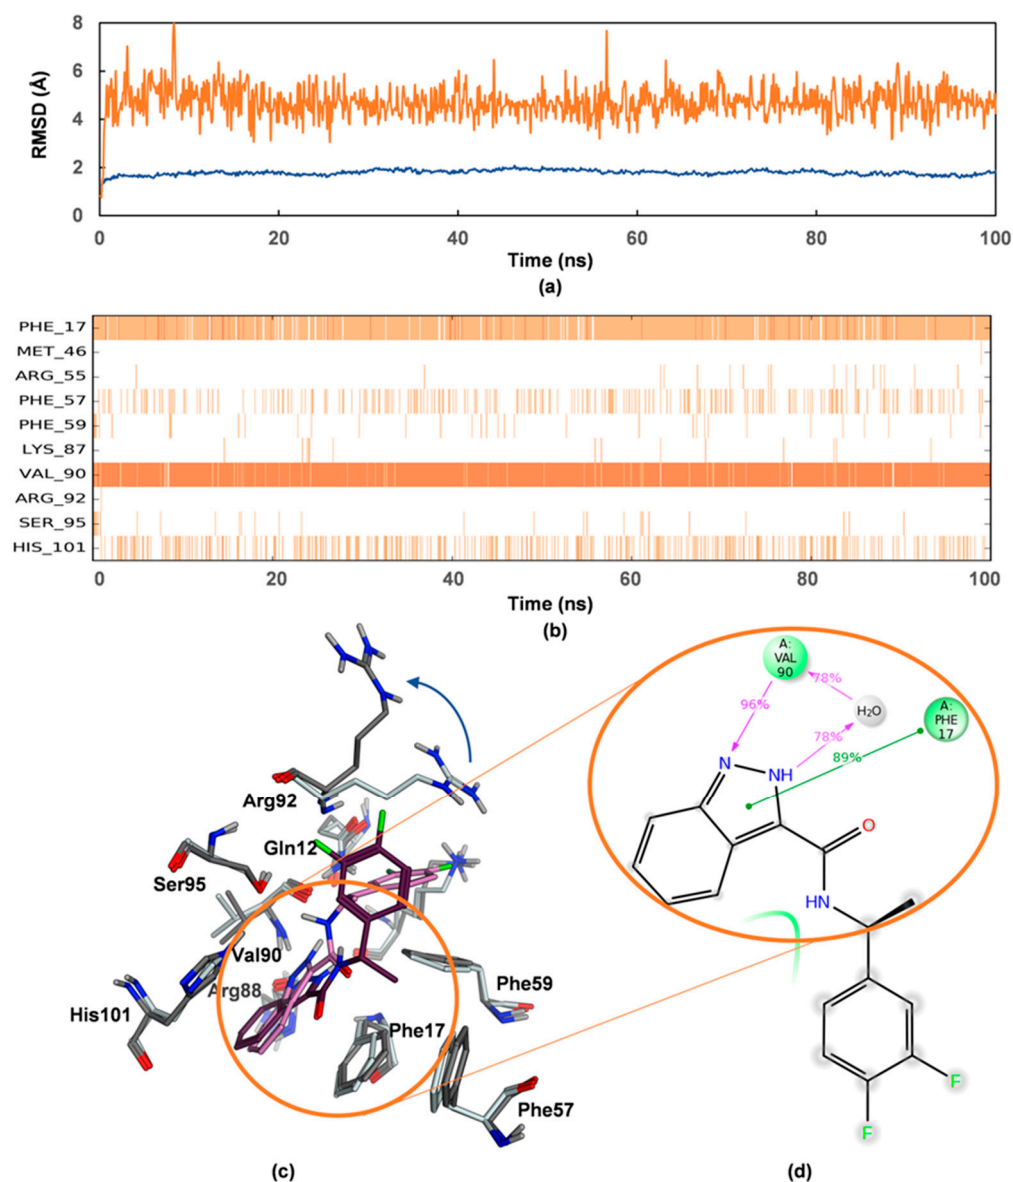 8
6
4
2
0
RMSD (Å)
0 20 40 60 80 100
Time (ns)
(a)
PHE_17
MET_46
ARG_55
PHE_57
PHE_59
LYS_87
VAL_90
ARG_92
SER_95
HIS_101
0 20 40 60 80 100
Time (ns)
(b)
Arg92
Gln12
Ser95
Val90
Arg88
His101
Phe59
Phe17
Phe57
(c)
A:
VAL
90
78%
H₂O
A:
PHE
17
96%
78%
89%
N
NH
O
HN
F
F
(d)